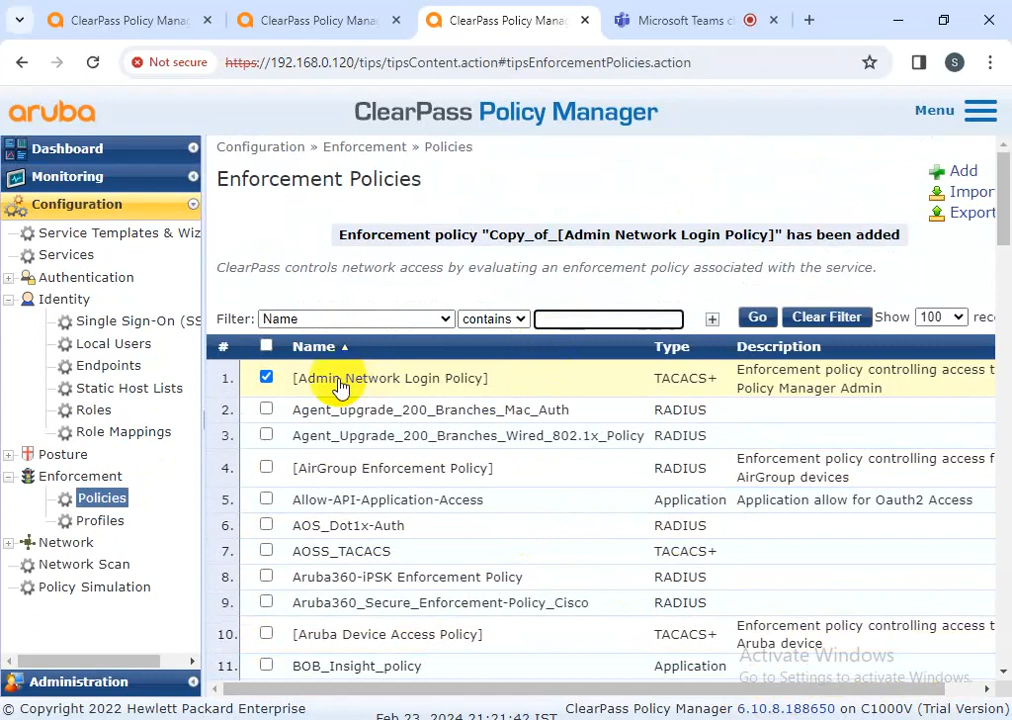 ClearPass Policy Mana
ClearPass Policy Mana
ClearPass Policy Mana
Microsoft Teams c
Not secure
https://192.168.0.120/tips/tipsContent.action#tipsEnforcementPolicies.action
S
aruba
ClearPass Policy Manager
Menu
Dashboard
Monitoring
Configuration
Service Templates & Wiz
Services
Authentication
Identity
Single Sign-On (SS
Local Users
Endpoints
Static Host Lists
Roles
Role Mappings
Posture
Enforcement
Policies
Profiles
Network
Network Scan
Policy Simulation
Administration
Configuration » Enforcement » Policies
Enforcement Policies
Add
Impor
Export
Enforcement policy "Copy_of_[Admin Network Login Policy]" has been added
ClearPass controls network access by evaluating an enforcement policy associated with the service.
Filter: Name contains Go Clear Filter Show 100 rec
# Name Type Description
1. [Admin Network Login Policy] TACACS+ Enforcement policy controlling access t
Policy Manager Admin
2. Agent_upgrade_200_Branches_Mac_Auth RADIUS
3. Agent_Upgrade_200_Branches_Wired_802.1x_Policy RADIUS
4. [AirGroup Enforcement Policy] RADIUS Enforcement policy controlling access f
AirGroup devices
5. Allow-API-Application-Access Application Application allow for Oauth2 Access
6. AOS_Dot1x-Auth RADIUS
7. AOSS_TACACS TACACS+
8. Aruba360-iPSK Enforcement Policy RADIUS
9. Aruba360_Secure_Enforcement-Policy_Cisco RADIUS
10. [Aruba Device Access Policy] TACACS+ Enforcement policy controlling access t
Aruba device
11. BOB_Insight_policy Application
Activate Windows
Go to Settings to activate Windows.
© Copyright 2022 Hewlett Packard Enterprise
Feb 23, 2024 21:21:42 IST
ClearPass Policy Manager 6.10.8.188650 on C1000V (Trial Version)